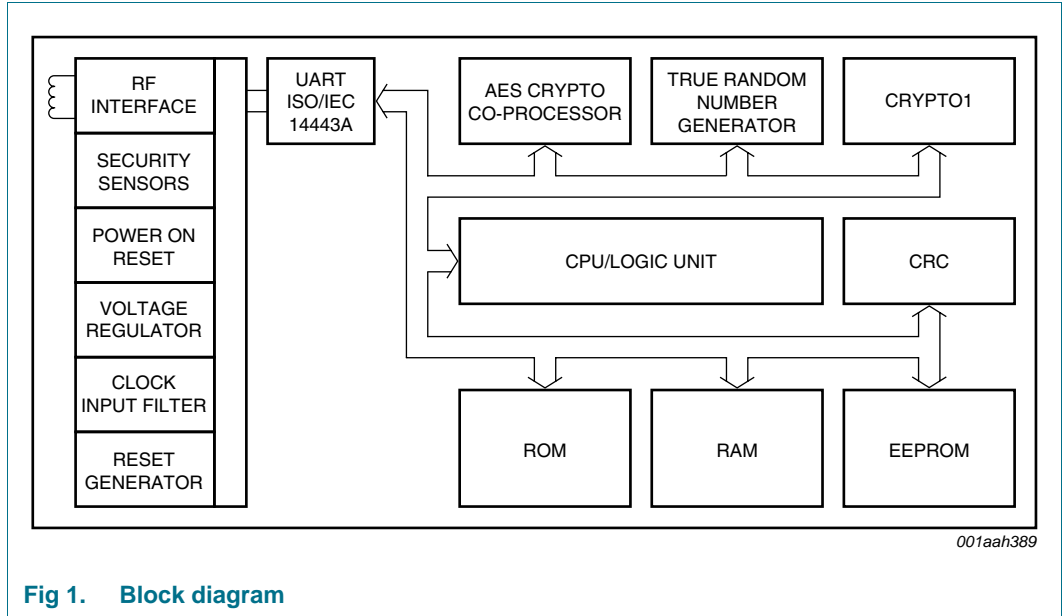 RF
INTERFACE
SECURITY
SENSORS
POWER ON
RESET
VOLTAGE
REGULATOR
CLOCK
INPUT FILTER
RESET
GENERATOR
UART
ISO/IEC
14443A
AES CRYPTO
CO-PROCESSOR
TRUE RANDOM
NUMBER
GENERATOR
CRYPTO1
CPU/LOGIC UNIT
CRC
ROM
RAM
EEPROM
001aah389
Fig 1. Block diagram